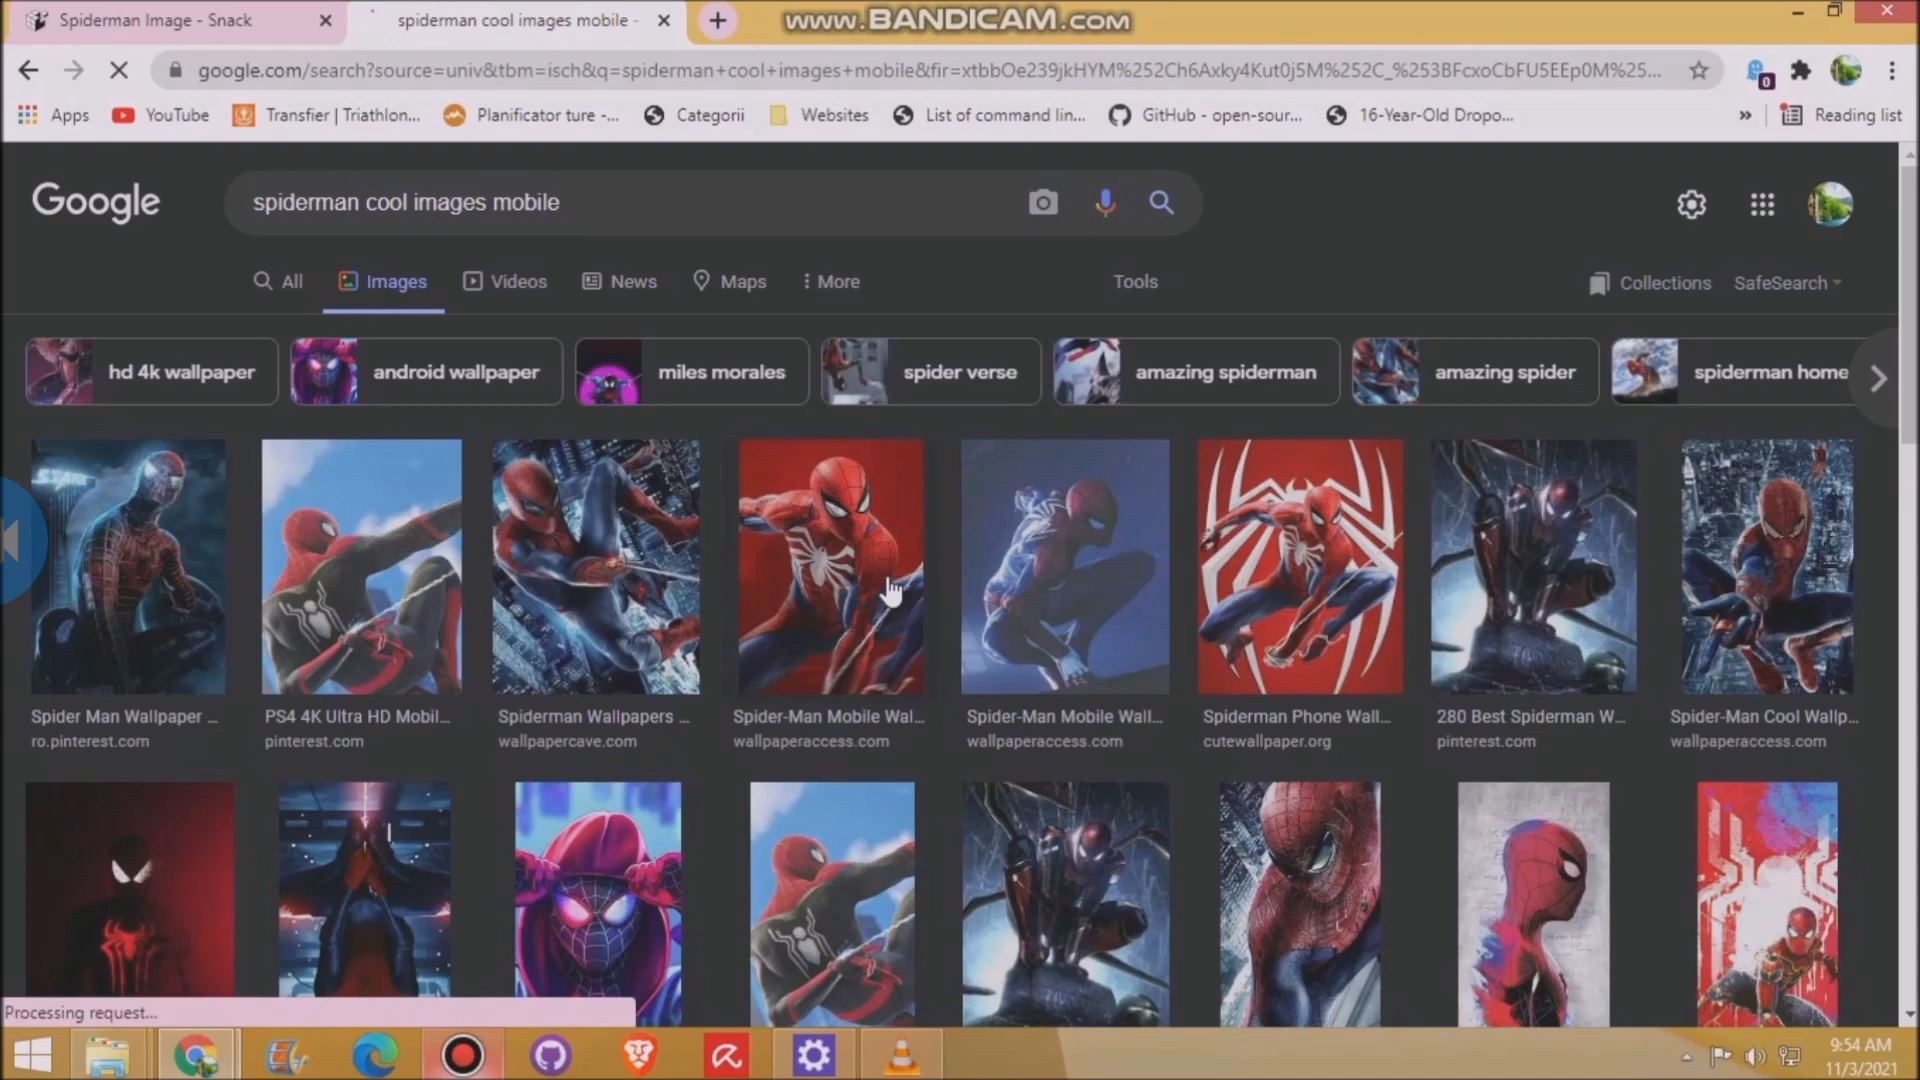 Spiderman Image - Snack
spiderman cool images mobile -
www.BANDICAM.com
google.com/search?source=univ&tbm=isch&q=spiderman+cool+images+mobile&fir=xtbbOe239jkHYM%252Ch6Axky4Kut0j5M%252C_%253BFcxoCbFU5EEp0M%25...
0
Apps
YouTube
Transfier | Triathlon...
Planificator ture -...
Categorii
Websites
List of command lin...
GitHub - open-sour...
16-Year-Old Dropo...
»
Reading list
Google
spiderman cool images mobile
All
Images
Videos
News
Maps
More
Tools
Collections
SafeSearch
hd 4k wallpaper
android wallpaper
miles morales
spider verse
amazing spiderman
amazing spider
spiderman home
STARK
Spider Man Wallpaper ...
ro.pinterest.com
PS4 4K Ultra HD Mobil...
pinterest.com
Spiderman Wallpapers ...
wallpapercave.com
Spider-Man Mobile Wal...
wallpaperaccess.com
Spider-Man Mobile Wall...
wallpaperaccess.com
Spiderman Phone Wall...
cutewallpaper.org
280 Best Spiderman W...
pinterest.com
Spider-Man Cool Wallp...
wallpaperaccess.com
Processing request...
9:54 AM
11/3/2021